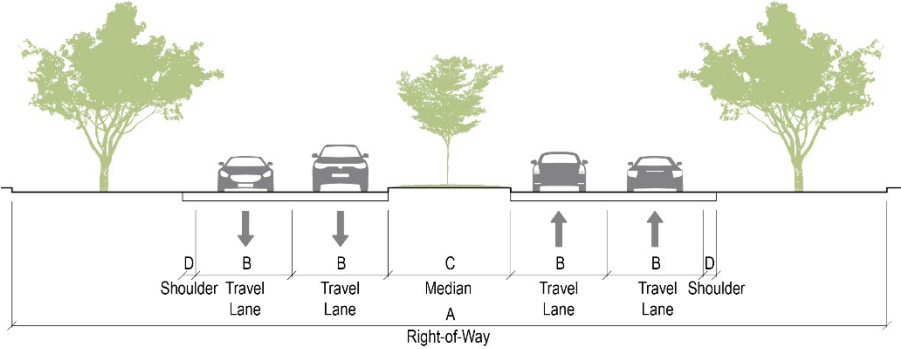 D B B C B B D
Shoulder Travel Lane Travel Lane Median Travel Lane Travel Lane Shoulder
A
Right-of-Way